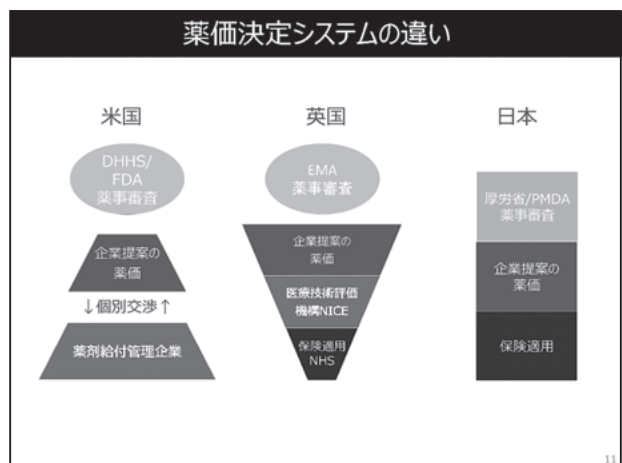 薬価決定システムの違い
米国
DHHS/
FDA
薬事審査
企業提案の
薬価
↓個別交渉↑
薬剤給付管理企業
英国
EMA
薬事審査
企業提案の
薬価
医療技術評価
機構NICE
保険適用
NHS
日本
厚労省/PMDA
薬事審査
企業提案の
薬価
保険適用
11